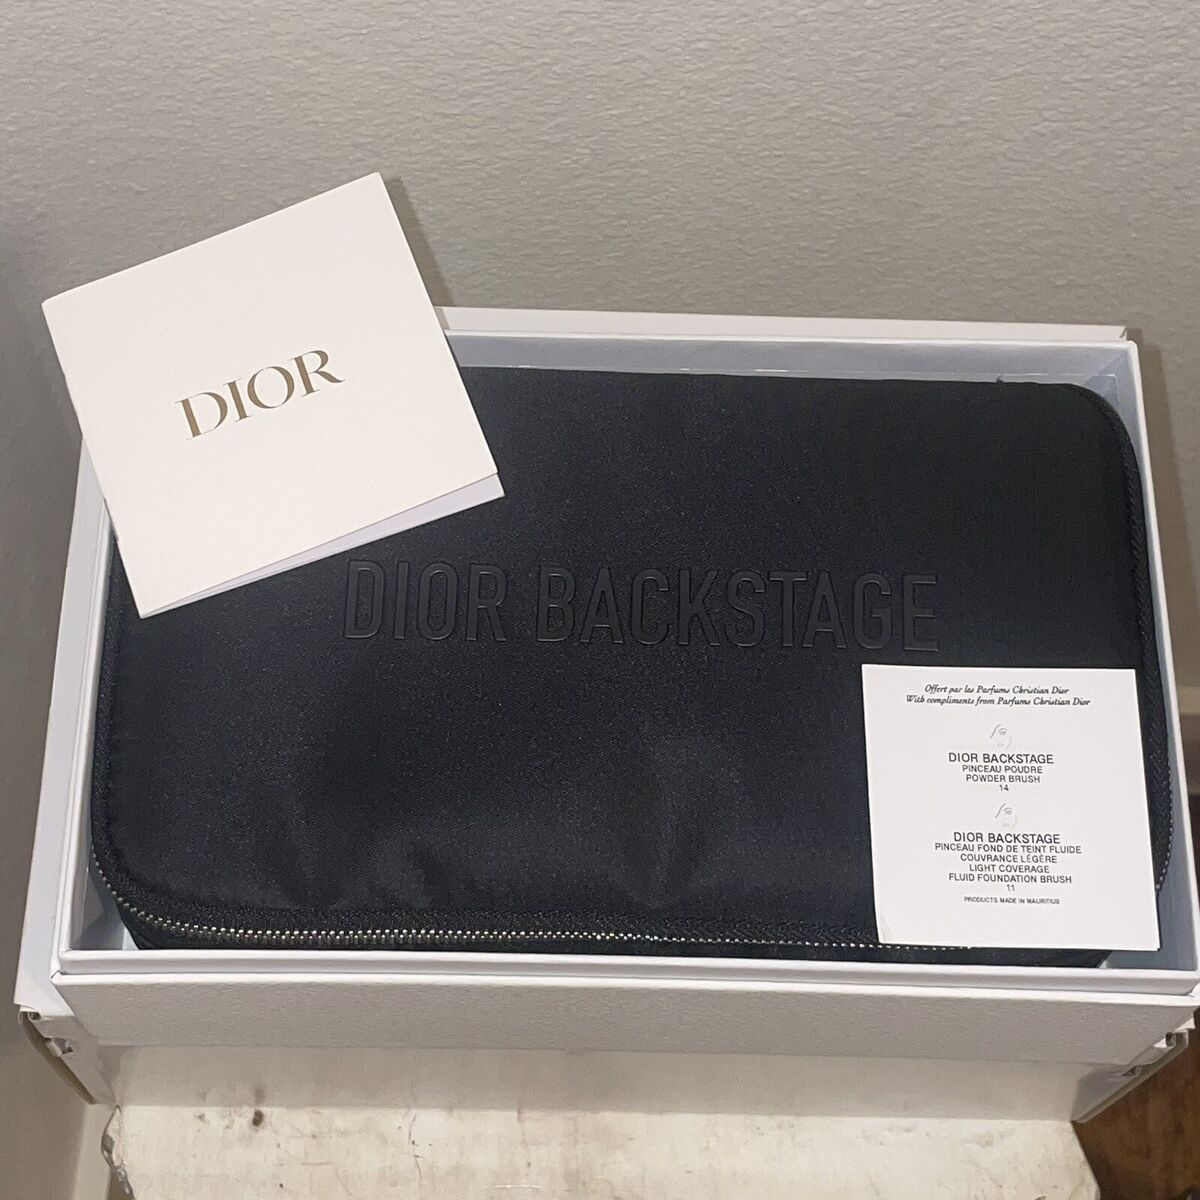 DIOR
DIOR BACKSTAGE
Offert par les Parfums Christian Dior
With compliments from Parfums Christian Dior
DIOR BACKSTAGE
PINCEAU POUDRE
POWDER BRUSH
14
DIOR BACKSTAGE
PINCEAU FOND DE TEINT FLUIDE
COUVRANCE LÉGÈRE
LIGHT COVERAGE
FLUID FOUNDATION BRUSH
11
PRODUCTS MADE IN MAURITIUS